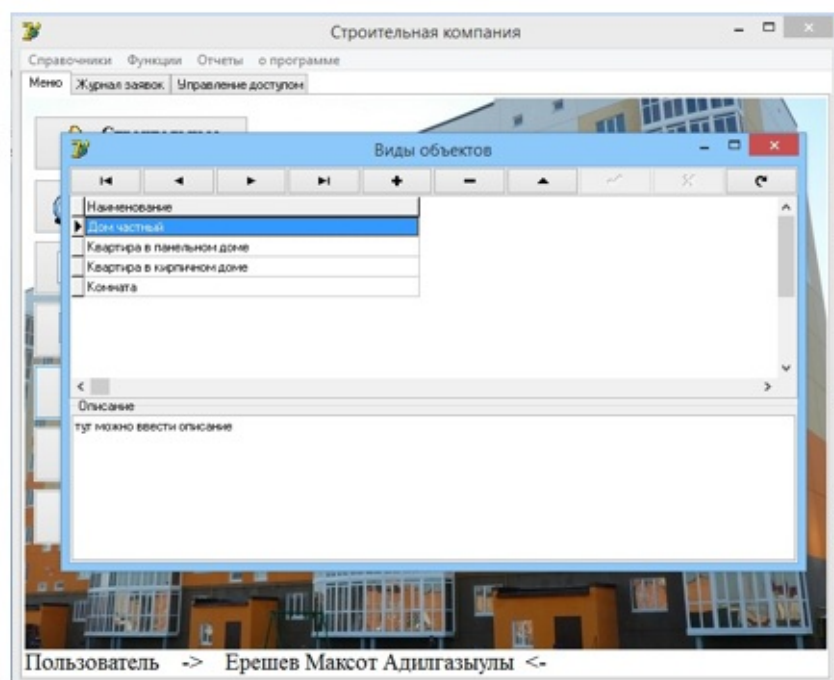 Строительная компания
Справочники Функции Отчеты о программе
Меню Журнал заявок Управление доступом
Виды объектов
Наименование
Дом частный
Квартира в панельном доме
Квартира в кирпичном доме
Комната
Описание
тут можно ввести описание
Пользователь -> Ерешев Максот Адилгазыулы <-